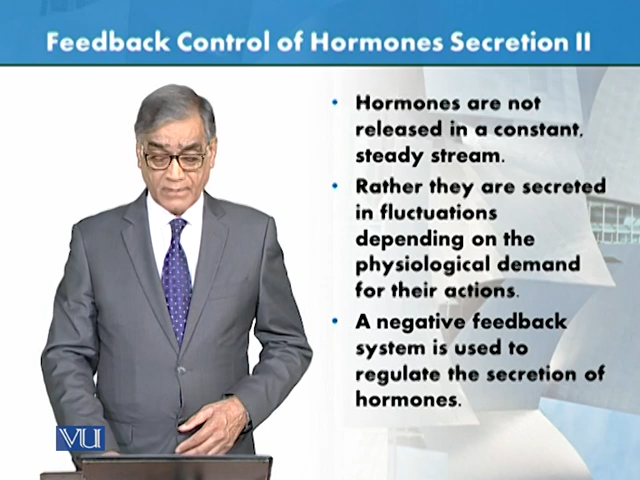 Feedback Control of Hormones Secretion II
• Hormones are not
released in a constant,
steady stream.
• Rather they are secreted
in fluctuations
depending on the
physiological demand
for their actions.
• A negative feedback
system is used to
regulate the secretion of
hormones.
VU